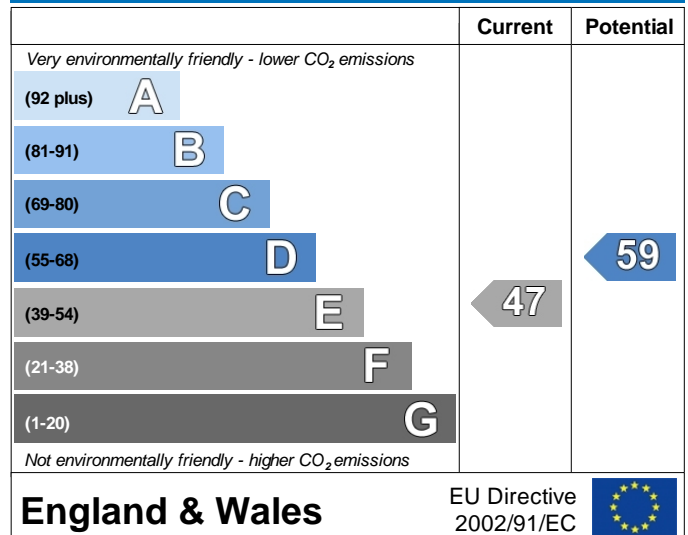 Current Potential
Very environmentally friendly - lower CO₂ emissions
(92 plus) A
(81-91) B
(69-80) C
(55-68) D 59
(39-54) E 47
(21-38) F
(1-20) G
Not environmentally friendly - higher CO₂ emissions
England & Wales
EU Directive
2002/91/EC